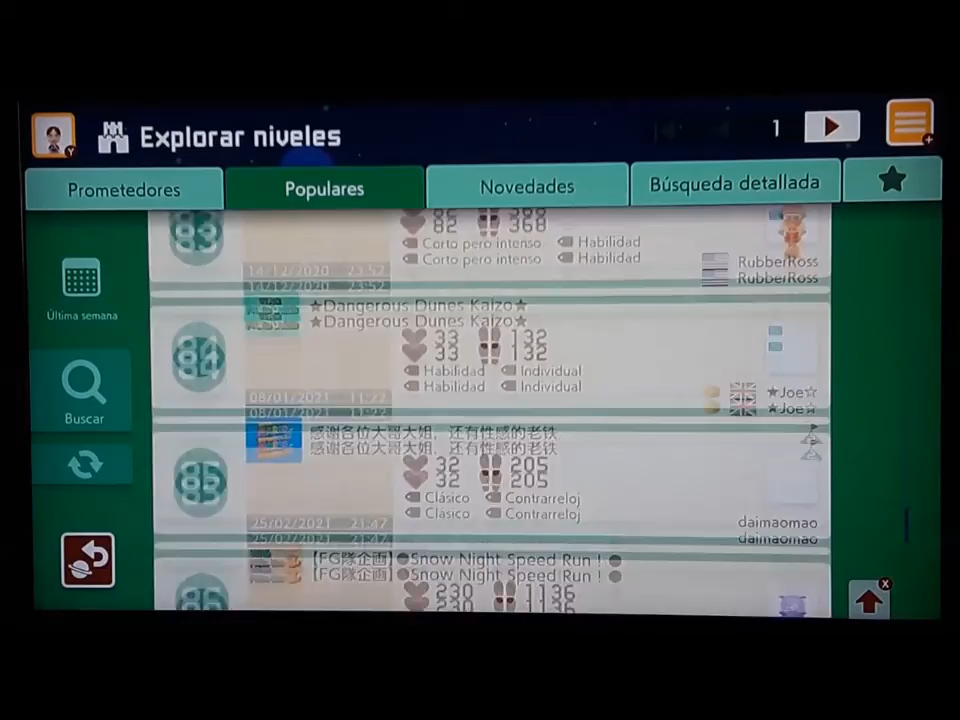 Explorar niveles
1
Prometedores
Populares
Novedades
Búsqueda detallada
Última semana
Buscar
83
82
368
Corto pero intenso
Habilidad
14/12/2020 23:52
RubberRoss
84
★Dangerous Dunes Kaizo★
33
132
Habilidad
Individual
08/01/2021 11:22
★Joe☆
85
感谢各位大哥大姐，还有性感的老铁
32
205
Clásico
Contrarreloj
25/02/2021 21:47
daimaomao
【FG隊企画】●Snow Night Speed Run！●
230
1136
X
Y